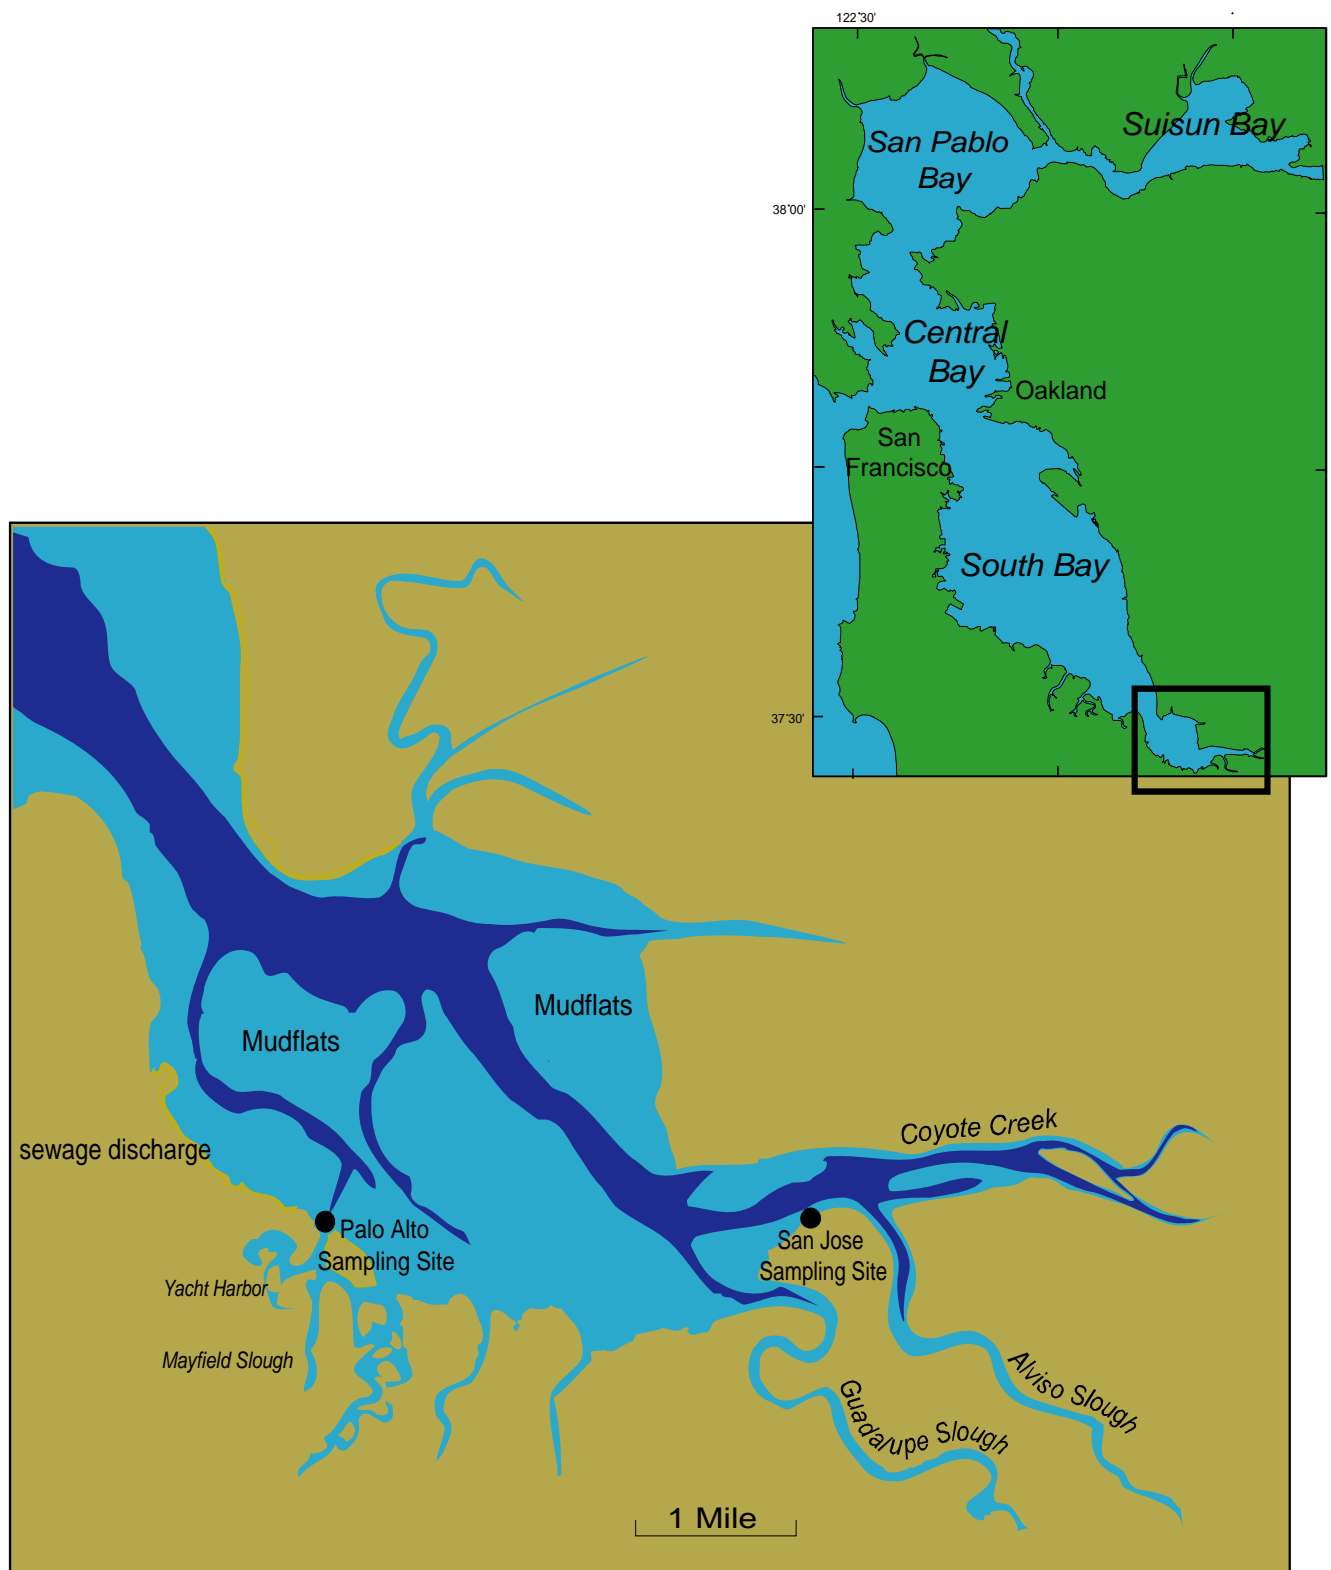 122°30'
San Pablo
Bay
Suisun Bay
38°00'
Central
Bay
Oakland
San
Francisco
South Bay
37°30'
Mudflats
Mudflats
Coyote Creek
sewage discharge
Palo Alto
Sampling Site
San Jose
Sampling Site
Yacht Harbor
Mayfield Slough
Alviso Slough
Guadalupe Slough
1 Mile